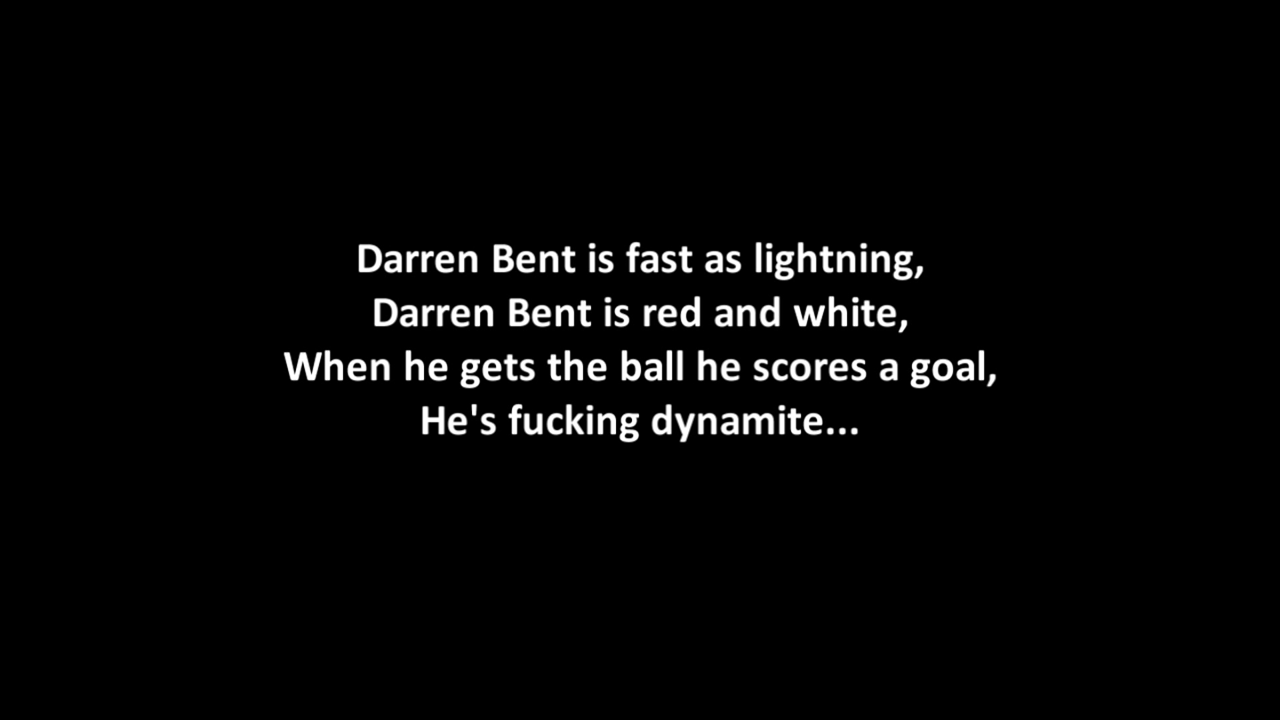 Darren Bent is fast as lightning,
Darren Bent is red and white,
When he gets the ball he scores a goal,
He's fucking dynamite...